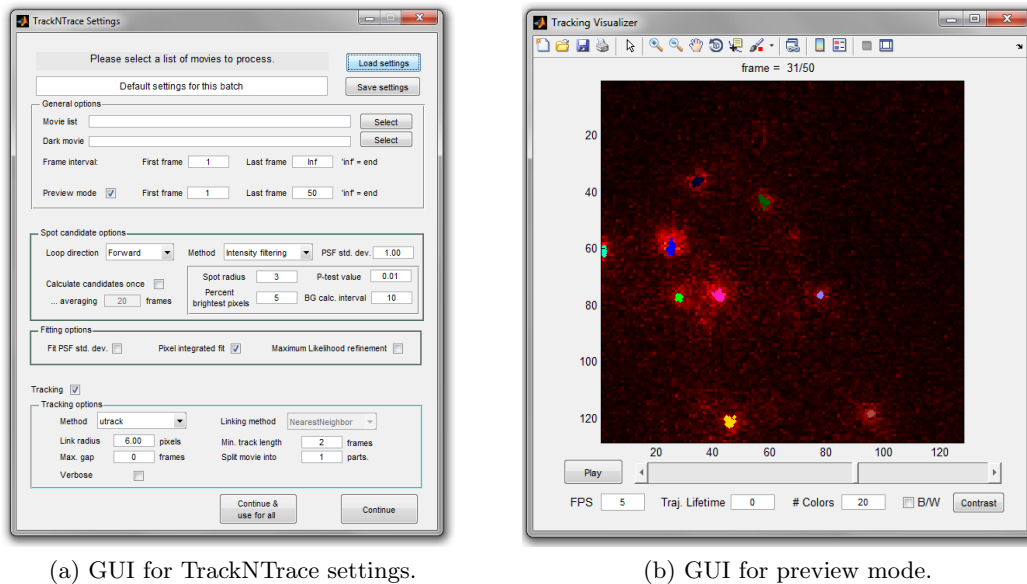 TrackNTrace Settings
Please select a list of movies to process.
Load settings
Default settings for this batch
Save settings
General options
Movie list
Select
Dark movie
Select
Frame interval: First frame 1 Last frame Inf 'inf' = end
Preview mode First frame 1 Last frame 50 'inf' = end
Spot candidate options
Loop direction Forward Method Intensity filtering PSF std. dev. 1.00
Calculate candidates once
... averaging 20 frames
Spot radius 3 P-test value 0.01
Percent
brightest pixels 5 BG calc. interval 10
Fitting options
Fit PSF std. dev. Pixel integrated fit Maximum Likelihood refinement
Tracking
Tracking options
Method utrack Linking method NearestNeighbor
Link radius 6.00 pixels Min. track length 2 frames
Max. gap 0 frames Split movie into 1 parts.
Verbose
Continue &
use for all
Continue
(a) GUI for TrackNTrace settings.
Tracking Visualizer
frame = 31/50
20
40
60
80
100
120
20 40 60 80 100 120
Play
FPS 5 Traj. Lifetime 0 # Colors 20 B/W Contrast
(b) GUI for preview mode.